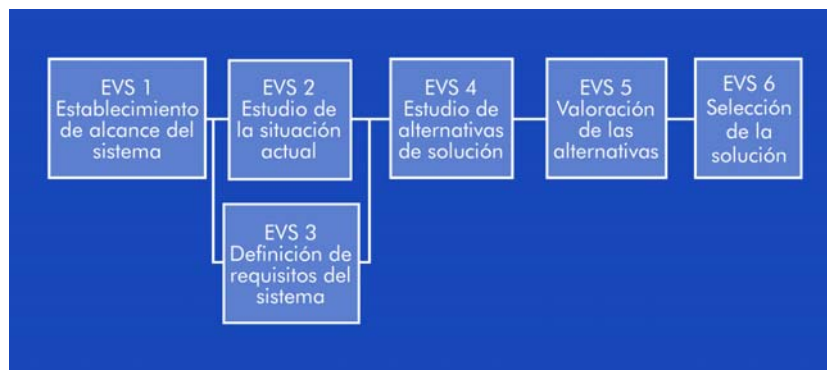 EVS 1
Establecimiento
de alcance del
sistema
EVS 2
Estudio de
la situación
actual
EVS 3
Definición de
requisitos del
sistema
EVS 4
Estudio de
alternativas
de solución
EVS 5
Valoración
de las
alternativas
EVS 6
Selección
de la
solución